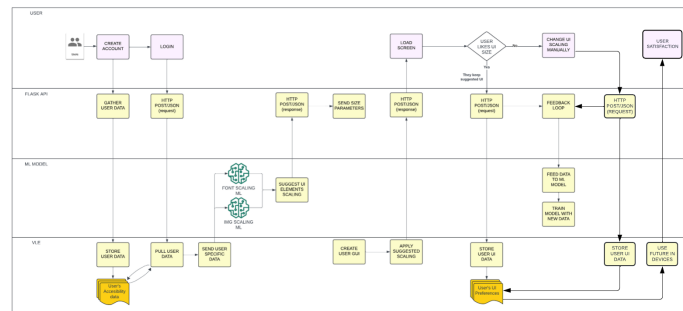 USER
CREATE
ACCOUNT
LOGIN
LOAD
SCREEN
USER
LIKES UI
SIZE
No
CHANGE UI
SCALING
MANUALLY
USER
SATISFACTION
Yes
They keep
suggested UI
FLASK API
GATHER
USER DATA
HTTP
POST/JSON
(request)
HTTP
POST/JSON
(response)
SEND SIZE
PARAMETERS
HTTP
POST/JSON
(response)
HTTP
POST/JSON
(request)
FEEDBACK
LOOP
HTTP
POST/JSON
(REQUEST)
ML MODEL
FONT SCALING
ML
IMG SCALING
ML
SUGGEST UI
ELEMENTS
SCALING
FEED DATA
TO ML
MODEL
TRAIN
MODEL WITH
NEW DATA
VLE
STORE
USER DATA
PULL USER
DATA
SEND USER
SPECIFIC
DATA
CREATE
USER GUI
APPLY
SUGGESTED
SCALING
STORE
USER UI
DATA
STORE
USER UI
DATA
USE
FUTURE IN
DEVICES
User's
Accessibility
data
User's UI
Preferences